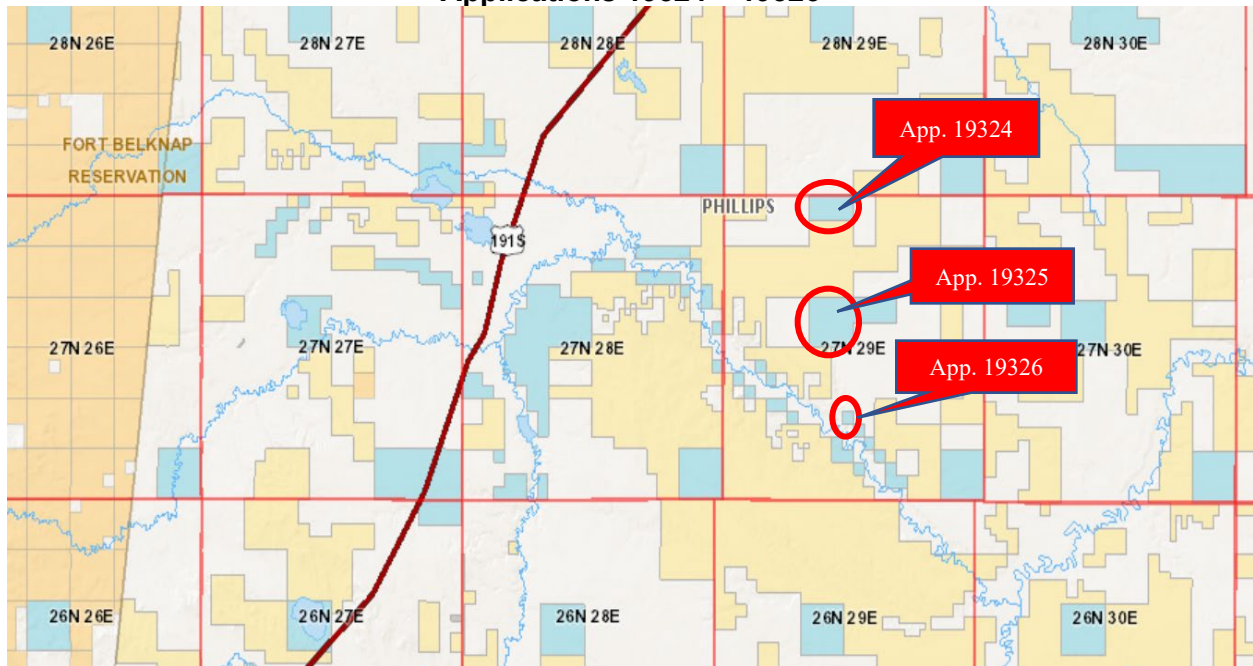 28N 26E
28N 27E
28N 28E
28N 29E
28N 30E
App. 19324
FORT BELKNAP
RESERVATION
PHILLIPS
191S
App. 19325
27N 26E
27N 27E
27N 28E
27N 29E
27N 30E
App. 19326
26N 26E
26N 27E
26N 28E
26N 29E
26N 30E